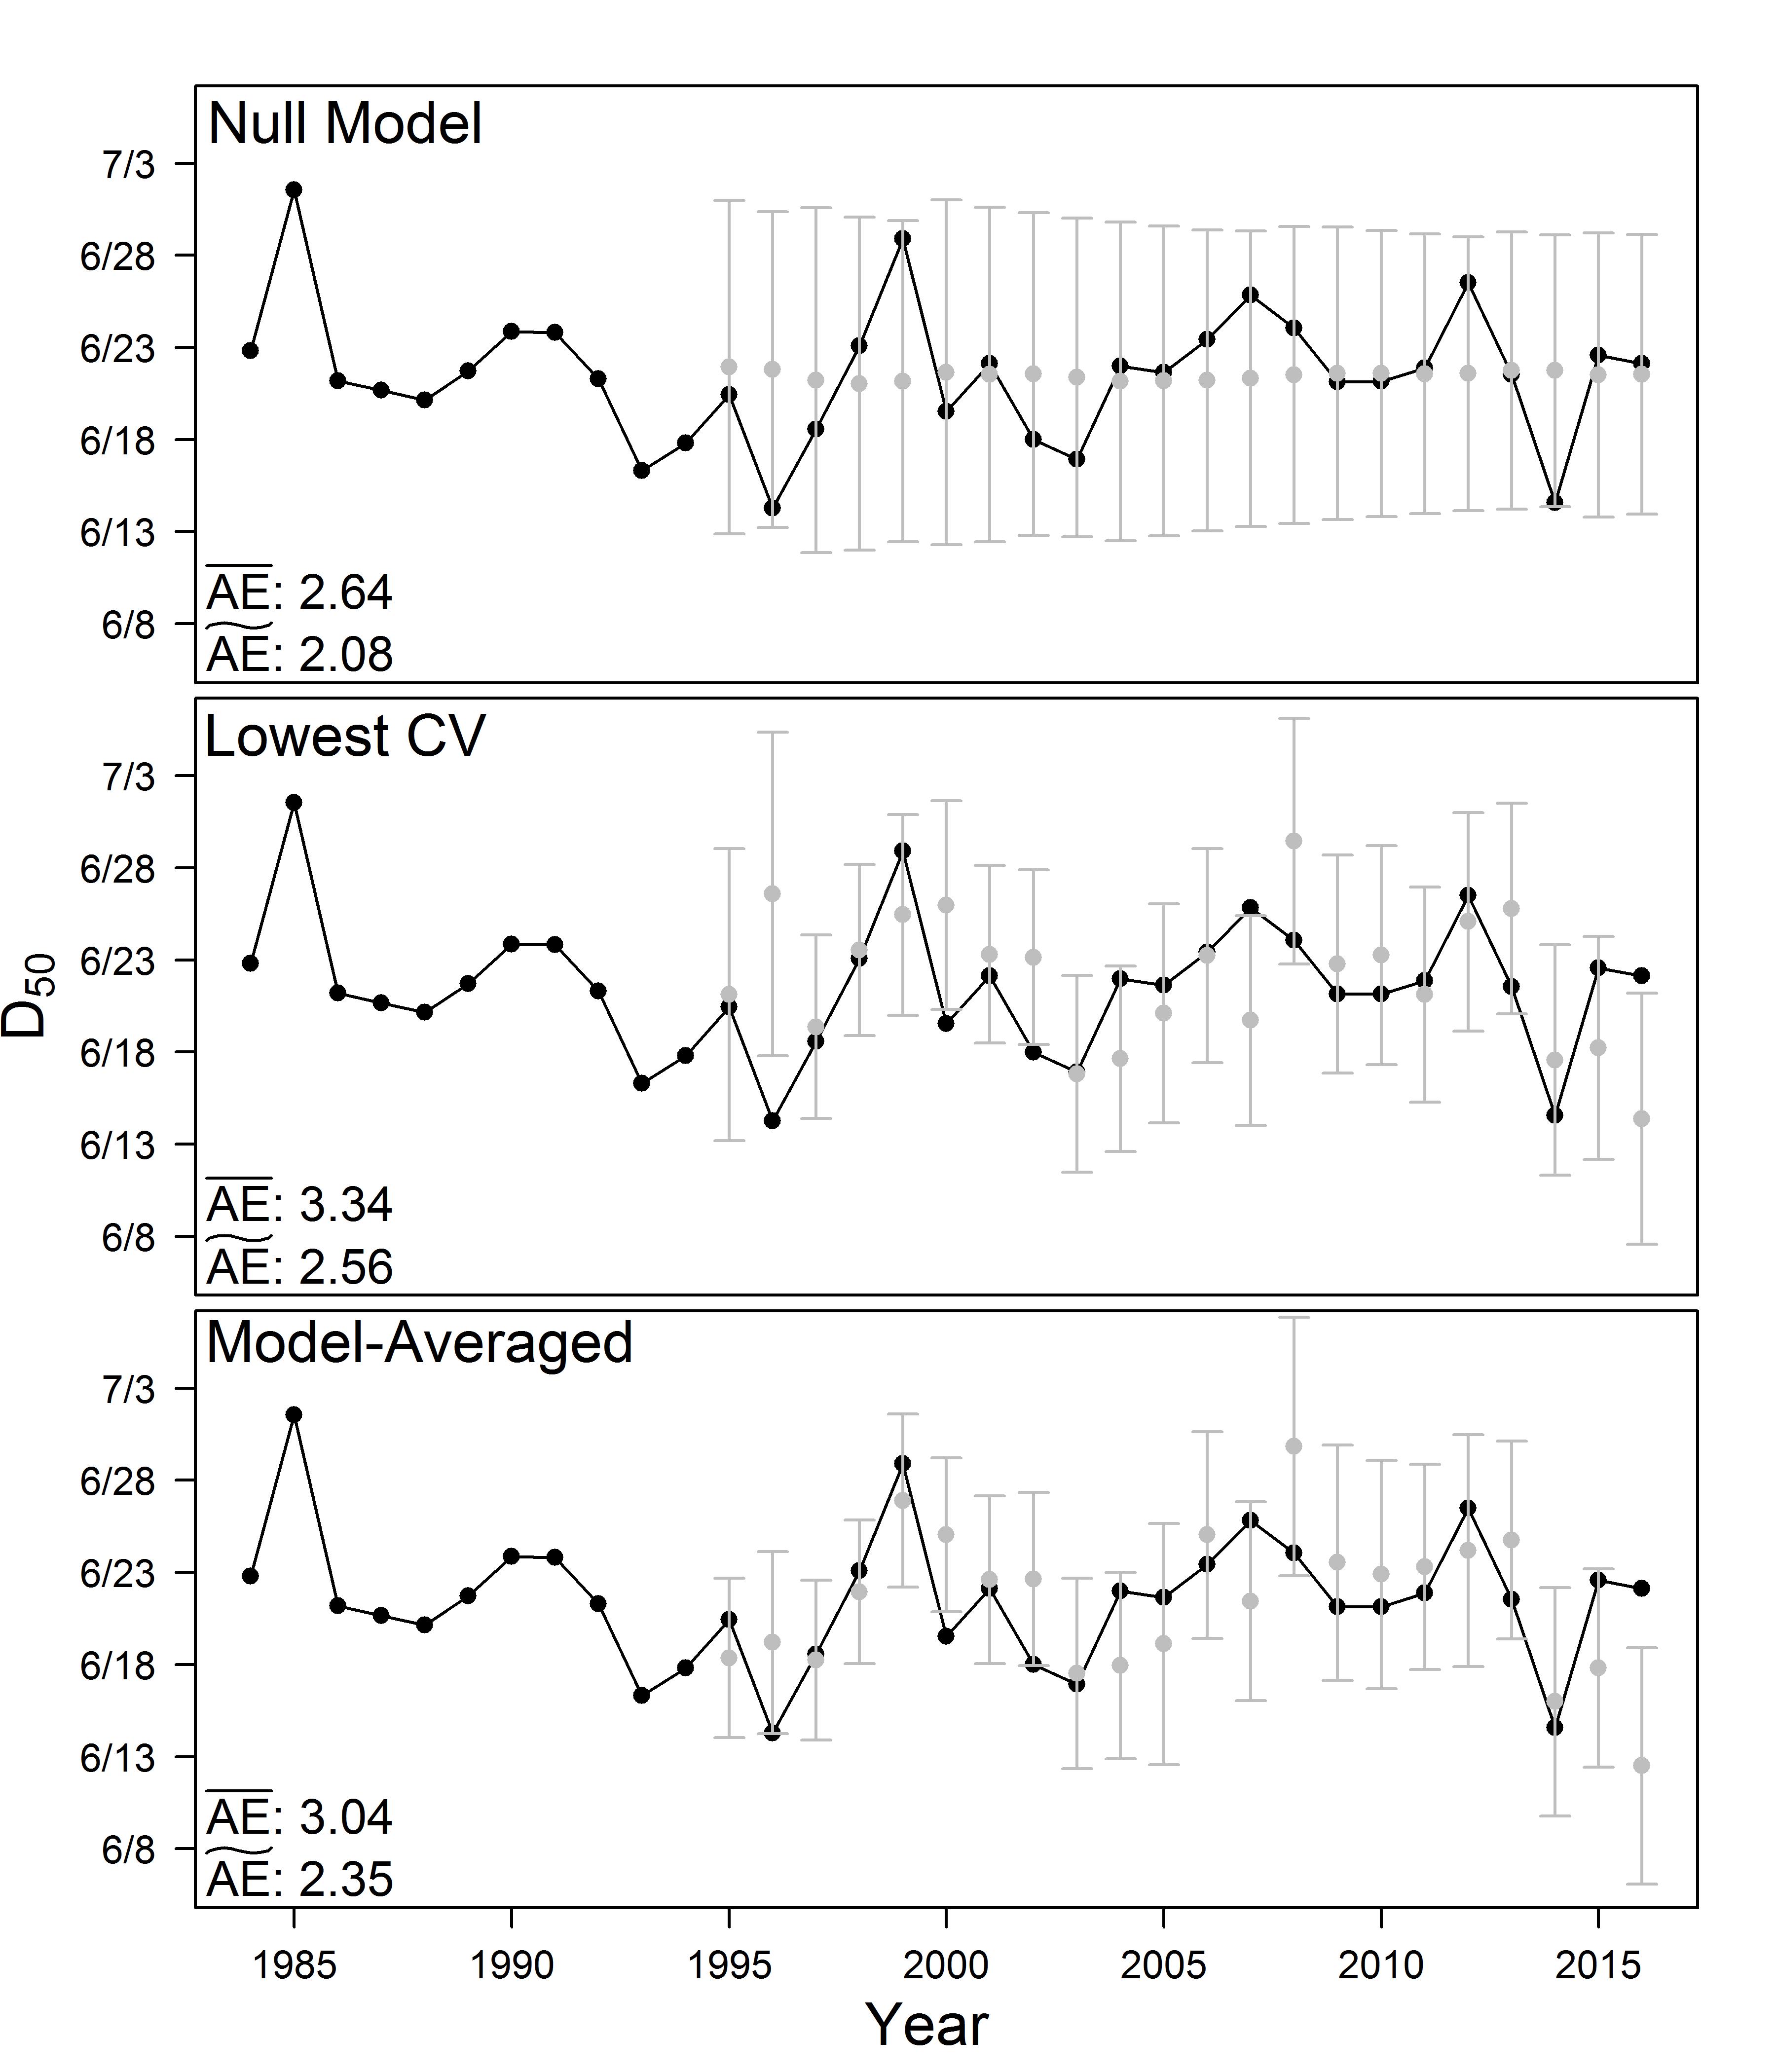 Null Model
7/3
6/28
6/23
6/18
6/13
6/8
AE: 2.64
AE: 2.08
Lowest CV
7/3
6/28
6/23
6/18
6/13
6/8
AE: 3.34
AE: 2.56
D50
Model-Averaged
7/3
6/28
6/23
6/18
6/13
6/8
AE: 3.04
AE: 2.35
1985 1990 1995 2000 2005 2010 2015
Year